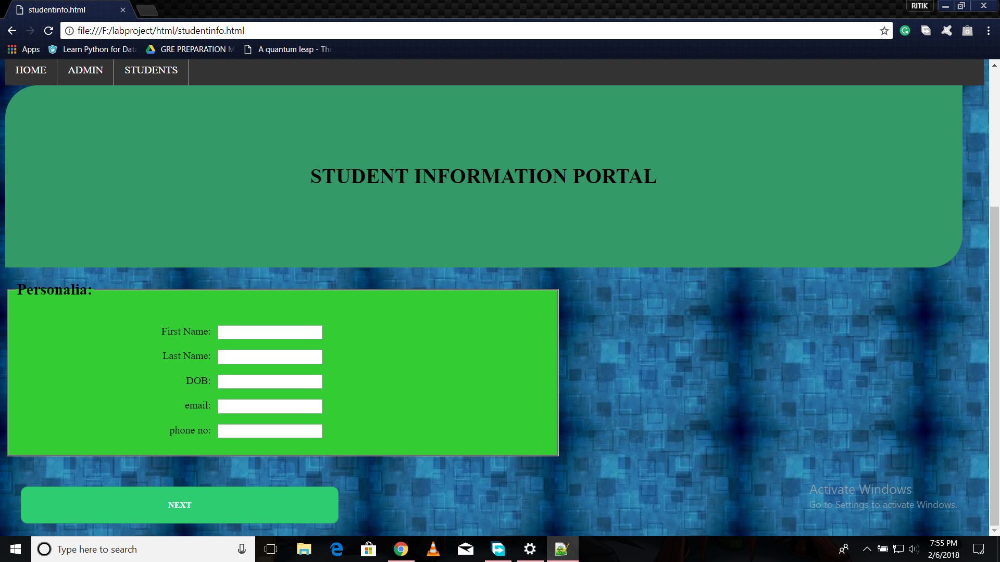 studentinfo.html
RITIK
file:///F:/labproject/html/studentinfo.html
Apps Learn Python for Dat GRE PREPARATION M A quantum leap - Th
HOME ADMIN STUDENTS
STUDENT INFORMATION PORTAL
Personalia:
First Name:
Last Name:
DOB:
email:
phone no:
NEXT
Activate Windows
Go to Settings to activate Windows.
Type here to search
7:55 PM
2/6/2018